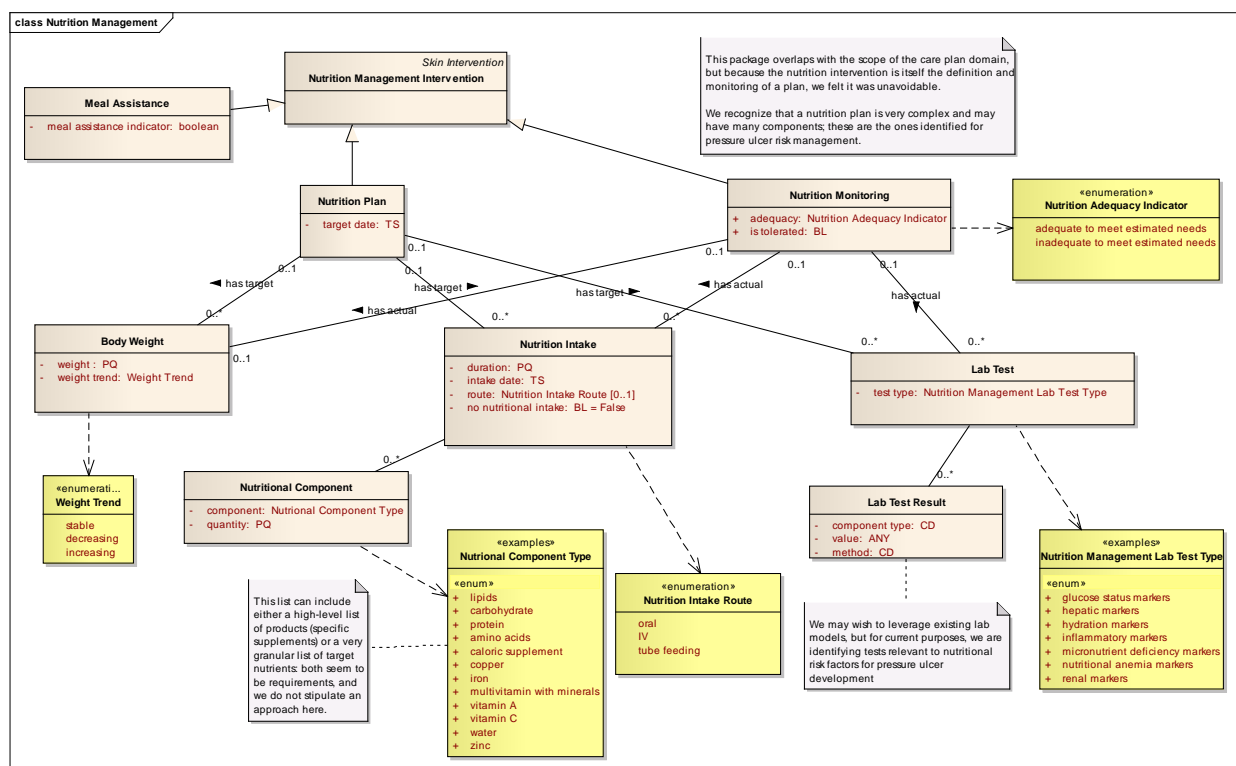 class Nutrition Management
Skin Intervention
Nutrition Management Intervention
This package overlaps with the scope of the care plan domain,
but because the nutrition intervention is itself the definition and
monitoring of a plan, we felt it was unavoidable.
We recognize that a nutrition plan is very complex and may
have many components; these are the ones identified for
pressure ulcer risk management.
Meal Assistance
- meal assistance indicator: boolean
Nutrition Plan
- target date: TS
Nutrition Monitoring
+ adequacy: Nutrition Adequacy Indicator
+ is tolerated: BL
«enumeration»
Nutrition Adequacy Indicator
adequate to meet estimated needs
inadequate to meet estimated needs
0..1
0..1
0..1
0..1
0..1
0..1
◄ has target
has target ►
has target ►
◄ has actual
◄ has actual
has actual
▼
0..*
0..1
0..*
0..*
0..*
0..*
Body Weight
- weight : PQ
- weight trend: Weight Trend
Nutrition Intake
- duration: PQ
- intake date: TS
- route: Nutrition Intake Route [0..1]
- no nutritional intake: BL = False
Lab Test
- test type: Nutrition Management Lab Test Type
0..*
0..*
«enumerati...
Weight Trend
stable
decreasing
increasing
Nutritional Component
- component: Nutritional Component Type
- quantity: PQ
Lab Test Result
- component type: CD
- value: ANY
- method: CD
«examples»
Nutrional Component Type
«enum»
+ lipids
+ carbohydrate
+ protein
+ amino acids
+ caloric supplement
+ copper
+ iron
+ multivitamin with minerals
+ vitamin A
+ vitamin C
+ water
+ zinc
«enumeration»
Nutrition Intake Route
oral
IV
tube feeding
«examples»
Nutrition Management Lab Test Type
«enum»
+ glucose status markers
+ hepatic markers
+ hydration markers
+ inflammatory markers
+ micronutrient deficiency markers
+ nutritional anemia markers
+ renal markers
This list can include
either a high-level list
of products (specific
supplements) or a very
granular list of target
nutrients: both seem to
be requirements, and
we do not stipulate an
approach here.
We may wish to leverage existing lab
models, but for current purposes, we are
identifying tests relevant to nutritional
risk factors for pressure ulcer
development